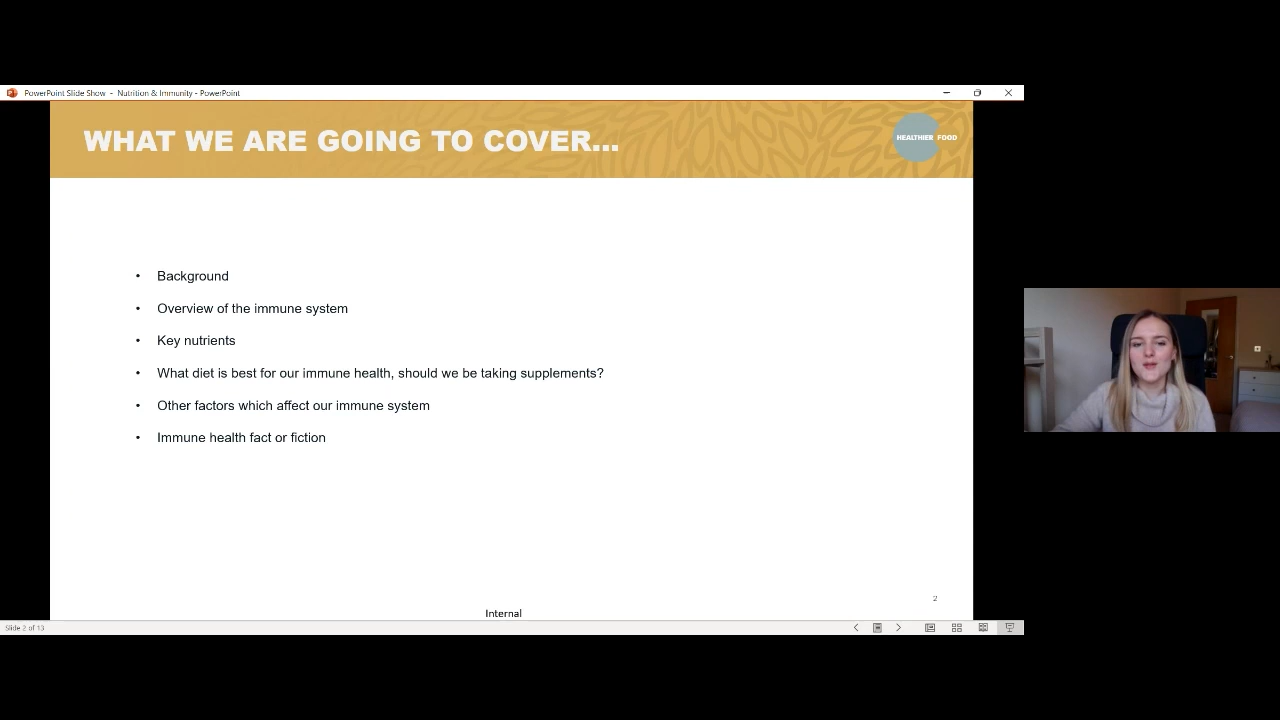 PowerPoint Slide Show - Nutrition & Immunity - PowerPoint
WHAT WE ARE GOING TO COVER...
HEALTHIER FOOD
• Background
• Overview of the immune system
• Key nutrients
• What diet is best for our immune health, should we be taking supplements?
• Other factors which affect our immune system
• Immune health fact or fiction
2
Internal
Slide 2 of 13